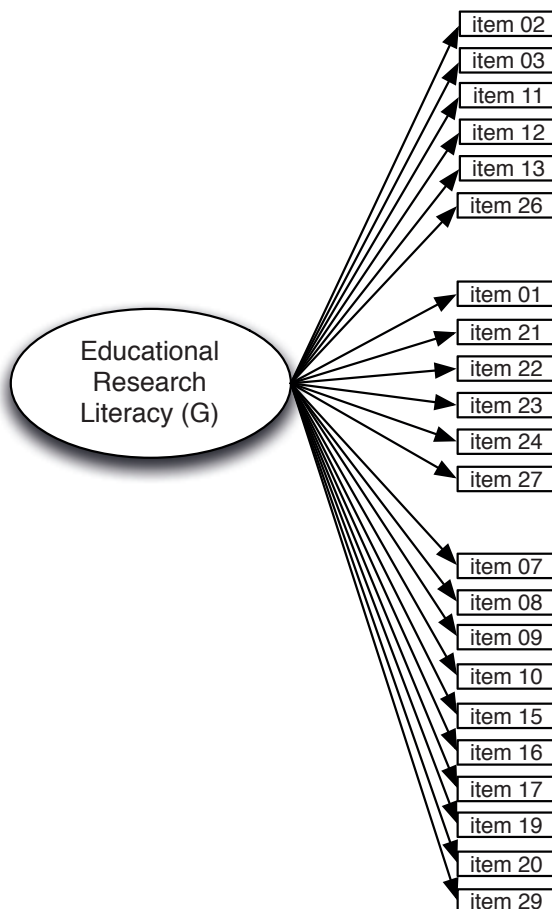 item 02
item 03
item 11
item 12
item 13
item 26
item 01
item 21
item 22
item 23
item 24
item 27
Educational
Research
Literacy (G)
item 07
item 08
item 09
item 10
item 15
item 16
item 17
item 19
item 20
item 29